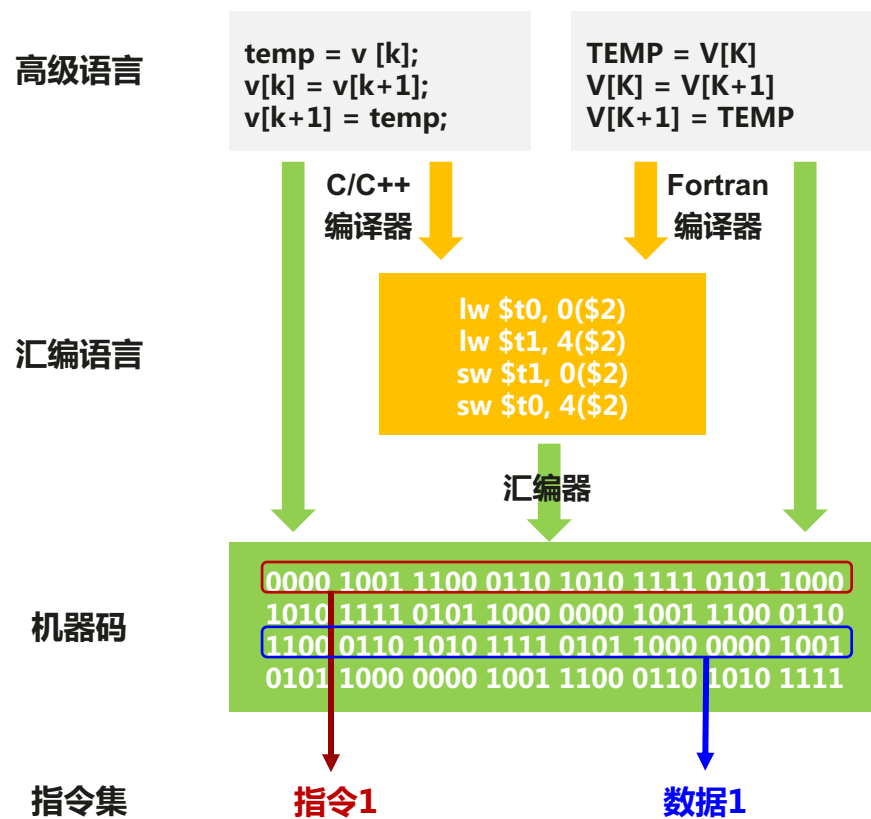 高级语言
temp = v [k];
v[k] = v[k+1];
v[k+1] = temp;
TEMP = V[K]
V[K] = V[K+1]
V[K+1] = TEMP
C/C++
编译器
Fortran
编译器
汇编语言
lw $t0, 0($2)
lw $t1, 4($2)
sw $t1, 0($2)
sw $t0, 4($2)
汇编器
机器码
0000 1001 1100 0110 1010 1111 0101 1000
1010 1111 0101 1000 0000 1001 1100 0110
1100 0110 1010 1111 0101 1000 0000 1001
0101 1000 0000 1001 1100 0110 1010 1111
指令集
指令1
数据1